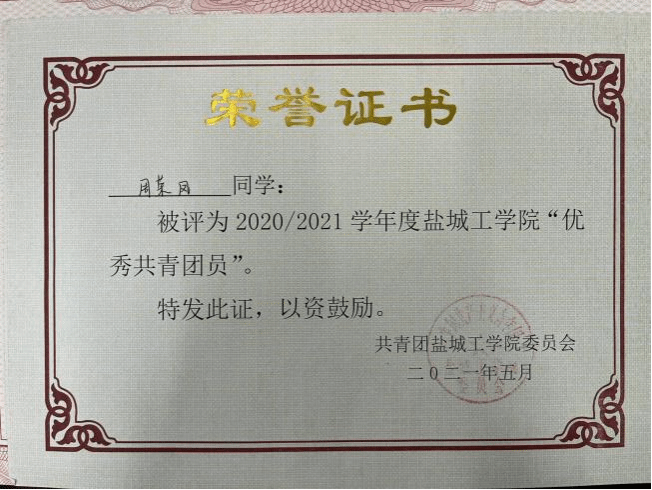 荣誉证书
周荣凤 同学：
被评为 2020/2021 学年度盐城工学院“优
秀共青团员”。
特发此证，以资鼓励。
共青团盐城工学院委员会
二〇二一年五月